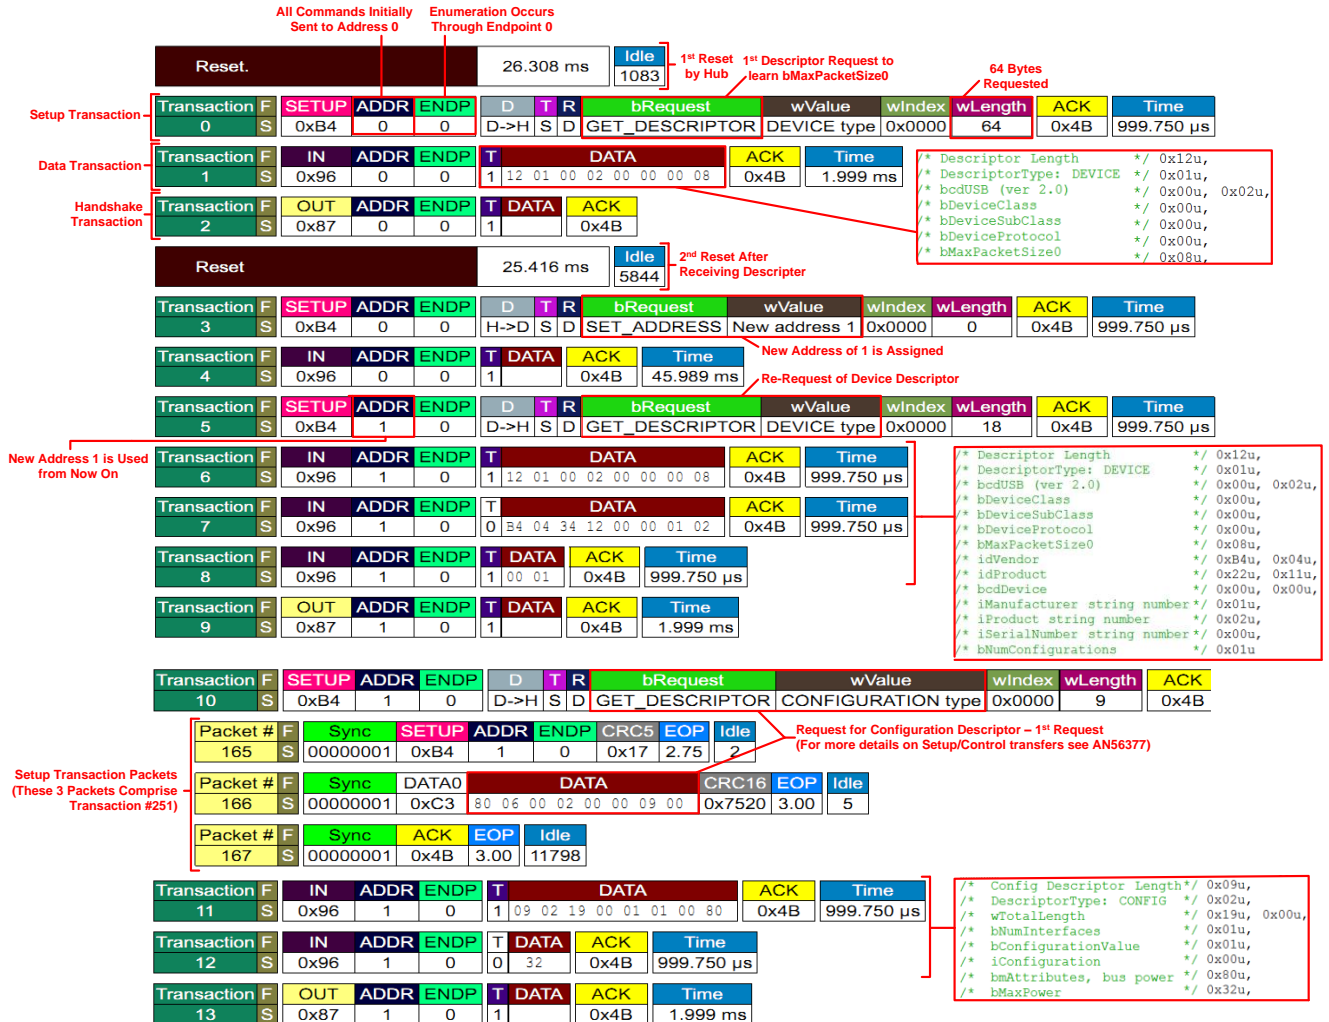 All Commands Initially
Sent to Address 0
Enumeration Occurs
Through Endpoint 0
Reset. 26.308 ms Idle
1083
1st Reset
by Hub
1st Descriptor Request to
learn bMaxPacketSize0
64 Bytes
Requested
Setup Transaction
Transaction F SETUP ADDR ENDP D T R bRequest wValue wIndex wLength ACK Time
0 S 0xB4 0 0 D->H S D GET_DESCRIPTOR DEVICE type 0x0000 64 0x4B 999.750 µs
Data Transaction
Transaction F IN ADDR ENDP T DATA ACK Time
1 S 0x96 0 0 1 12 01 00 02 00 00 00 08 0x4B 1.999 ms
/* Descriptor Length */ 0x12u,
/* DescriptorType: DEVICE */ 0x01u,
/* bcdUSB (ver 2.0) */ 0x00u, 0x02u,
/* bDeviceClass */ 0x00u,
/* bDeviceSubClass */ 0x00u,
/* bDeviceProtocol */ 0x00u,
/* bMaxPacketSize0 */ 0x08u,
Handshake
Transaction
Transaction F OUT ADDR ENDP T DATA ACK
2 S 0x87 0 0 1 0x4B
Reset 25.416 ms Idle
5844
2nd Reset After
Receiving Descripter
Transaction F SETUP ADDR ENDP D T R bRequest wValue wIndex wLength ACK Time
3 S 0xB4 0 0 H->D S D SET_ADDRESS New address 1 0x0000 0 0x4B 999.750 µs
New Address of 1 is Assigned
Transaction F IN ADDR ENDP T DATA ACK Time
4 S 0x96 0 0 1 0x4B 45.989 ms
Re-Request of Device Descriptor
Transaction F SETUP ADDR ENDP D T R bRequest wValue wIndex wLength ACK Time
5 S 0xB4 1 0 D->H S D GET_DESCRIPTOR DEVICE type 0x0000 18 0x4B 999.750 µs
New Address 1 is Used
from Now On
Transaction F IN ADDR ENDP T DATA ACK Time
6 S 0x96 1 0 1 12 01 00 02 00 00 00 08 0x4B 999.750 µs
Transaction F IN ADDR ENDP T DATA ACK Time
7 S 0x96 1 0 0 B4 04 34 12 00 00 01 02 0x4B 999.750 µs
Transaction F IN ADDR ENDP T DATA ACK Time
8 S 0x96 1 0 1 00 01 0x4B 999.750 µs
Transaction F OUT ADDR ENDP T DATA ACK Time
9 S 0x87 1 0 1 0x4B 1.999 ms
/* Descriptor Length */ 0x12u,
/* DescriptorType: DEVICE */ 0x01u,
/* bcdUSB (ver 2.0) */ 0x00u, 0x02u,
/* bDeviceClass */ 0x00u,
/* bDeviceSubClass */ 0x00u,
/* bDeviceProtocol */ 0x00u,
/* bMaxPacketSize0 */ 0x08u,
/* idVendor */ 0xB4u, 0x04u,
/* idProduct */ 0x22u, 0x11u,
/* bcdDevice */ 0x00u, 0x00u,
/* iManufacturer string number*/ 0x01u,
/* iProduct string number */ 0x02u,
/* iSerialNumber string number*/ 0x00u,
/* bNumConfigurations */ 0x01u
Transaction F SETUP ADDR ENDP D T R bRequest wValue wIndex wLength ACK
10 S 0xB4 1 0 D->H S D GET_DESCRIPTOR CONFIGURATION type 0x0000 9 0x4B
Packet # F Sync SETUP ADDR ENDP CRC5 EOP Idle
165 S 00000001 0xB4 1 0 0x17 2.75 2
Request for Configuration Descriptor – 1st Request
(For more details on Setup/Control transfers see AN56377)
Setup Transaction Packets
(These 3 Packets Comprise
Transaction #251)
Packet # F Sync DATA0 DATA CRC16 EOP Idle
166 S 00000001 0xC3 80 06 00 02 00 00 09 00 0x7520 3.00 5
Packet # F Sync ACK EOP Idle
167 S 00000001 0x4B 3.00 11798
Transaction F IN ADDR ENDP T DATA ACK Time
11 S 0x96 1 0 1 09 02 19 00 01 01 00 80 0x4B 999.750 µs
Transaction F IN ADDR ENDP T DATA ACK Time
12 S 0x96 1 0 0 32 0x4B 999.750 µs
Transaction F OUT ADDR ENDP T DATA ACK Time
13 S 0x87 1 0 1 0x4B 1.999 ms
/* Config Descriptor Length*/ 0x09u,
/* DescriptorType: CONFIG */ 0x02u,
/* wTotalLength */ 0x19u, 0x00u,
/* bNumInterfaces */ 0x01u,
/* bConfigurationValue */ 0x01u,
/* iConfiguration */ 0x00u,
/* bmAttributes, bus power */ 0x80u,
/* bMaxPower */ 0x32u,